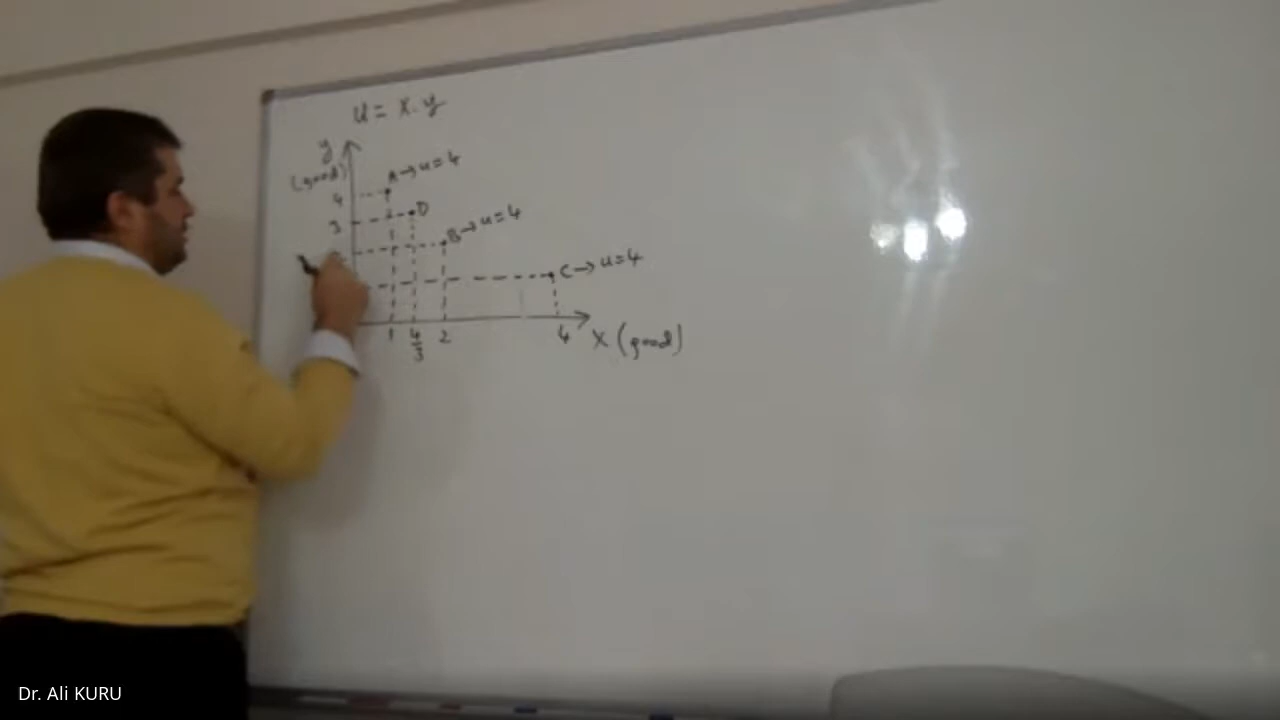 u = x.y
y
(good)
A → u=4
4
D
3
B → u=4
C → u=4
1
4/3
2
4
X (good)
Dr. Ali KURU